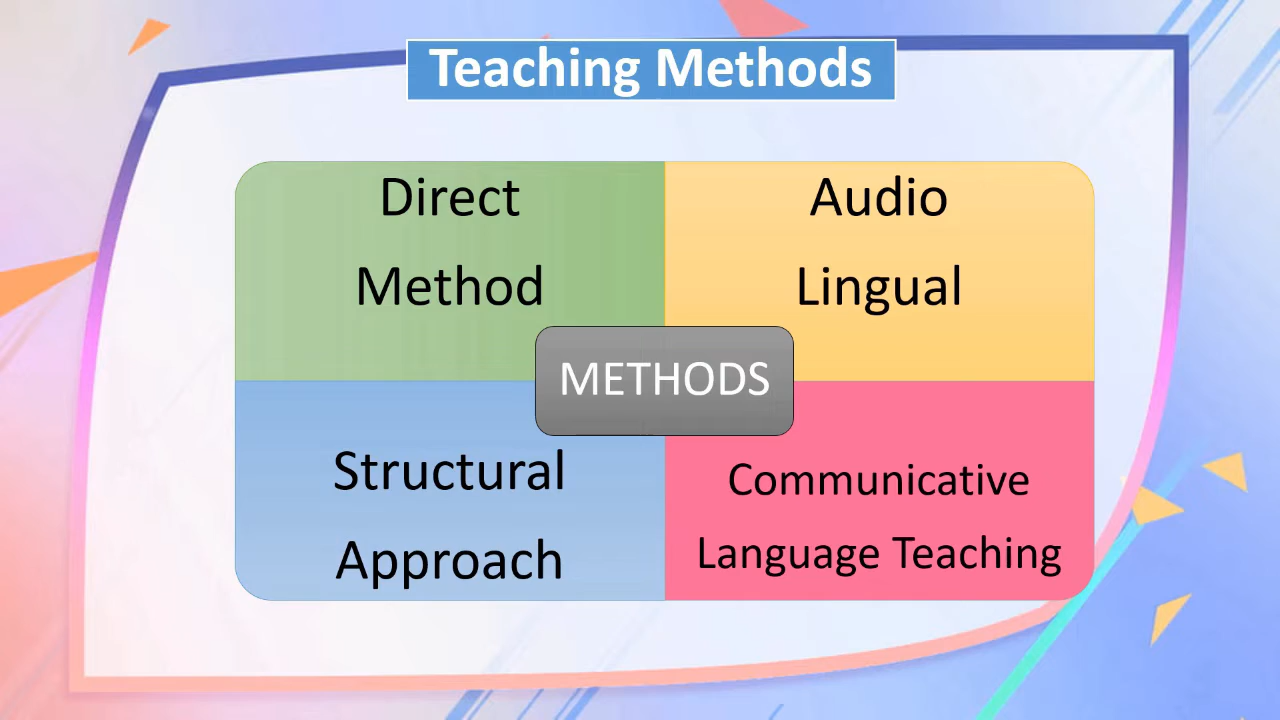 Teaching Methods
Direct
Method
Audio
Lingual
METHODS
Structural
Approach
Communicative
Language Teaching